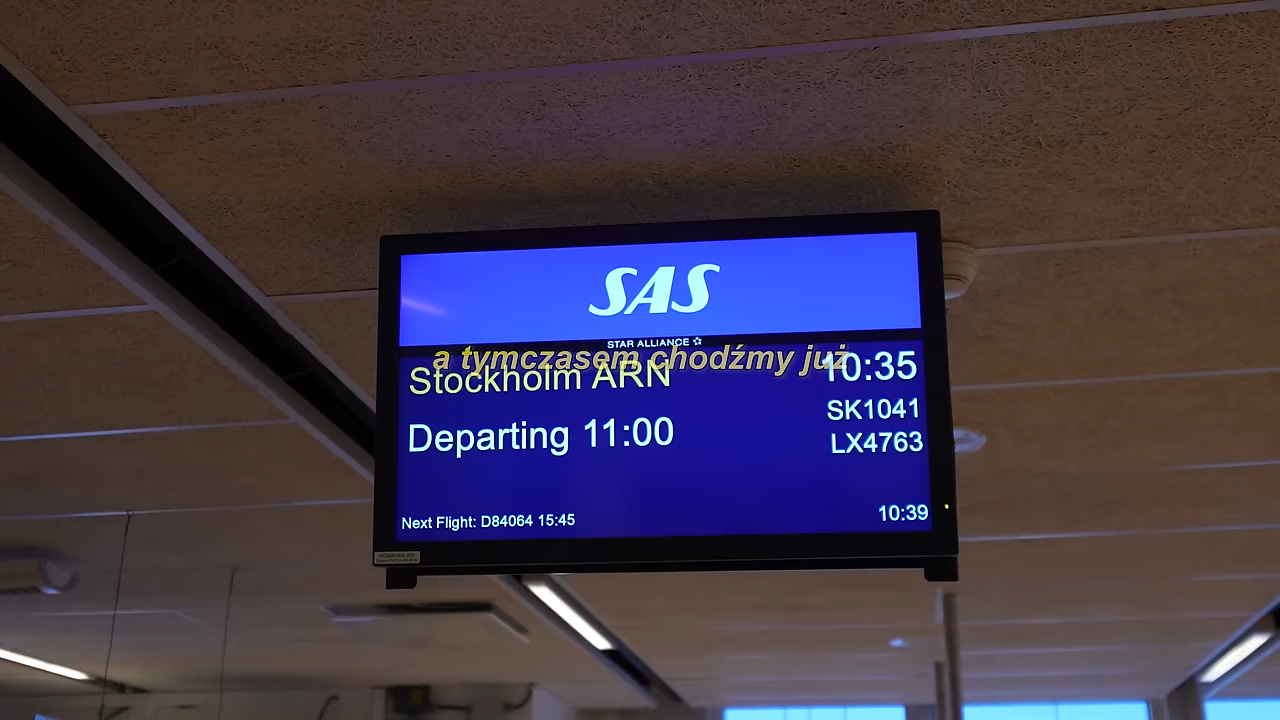 SAS
STAR ALLIANCE
a tymczasem chodźmy już
Stockholm ARN 10:35
SK1041
Departing 11:00
LX4763
Next Flight: D84064 15:45 10:39